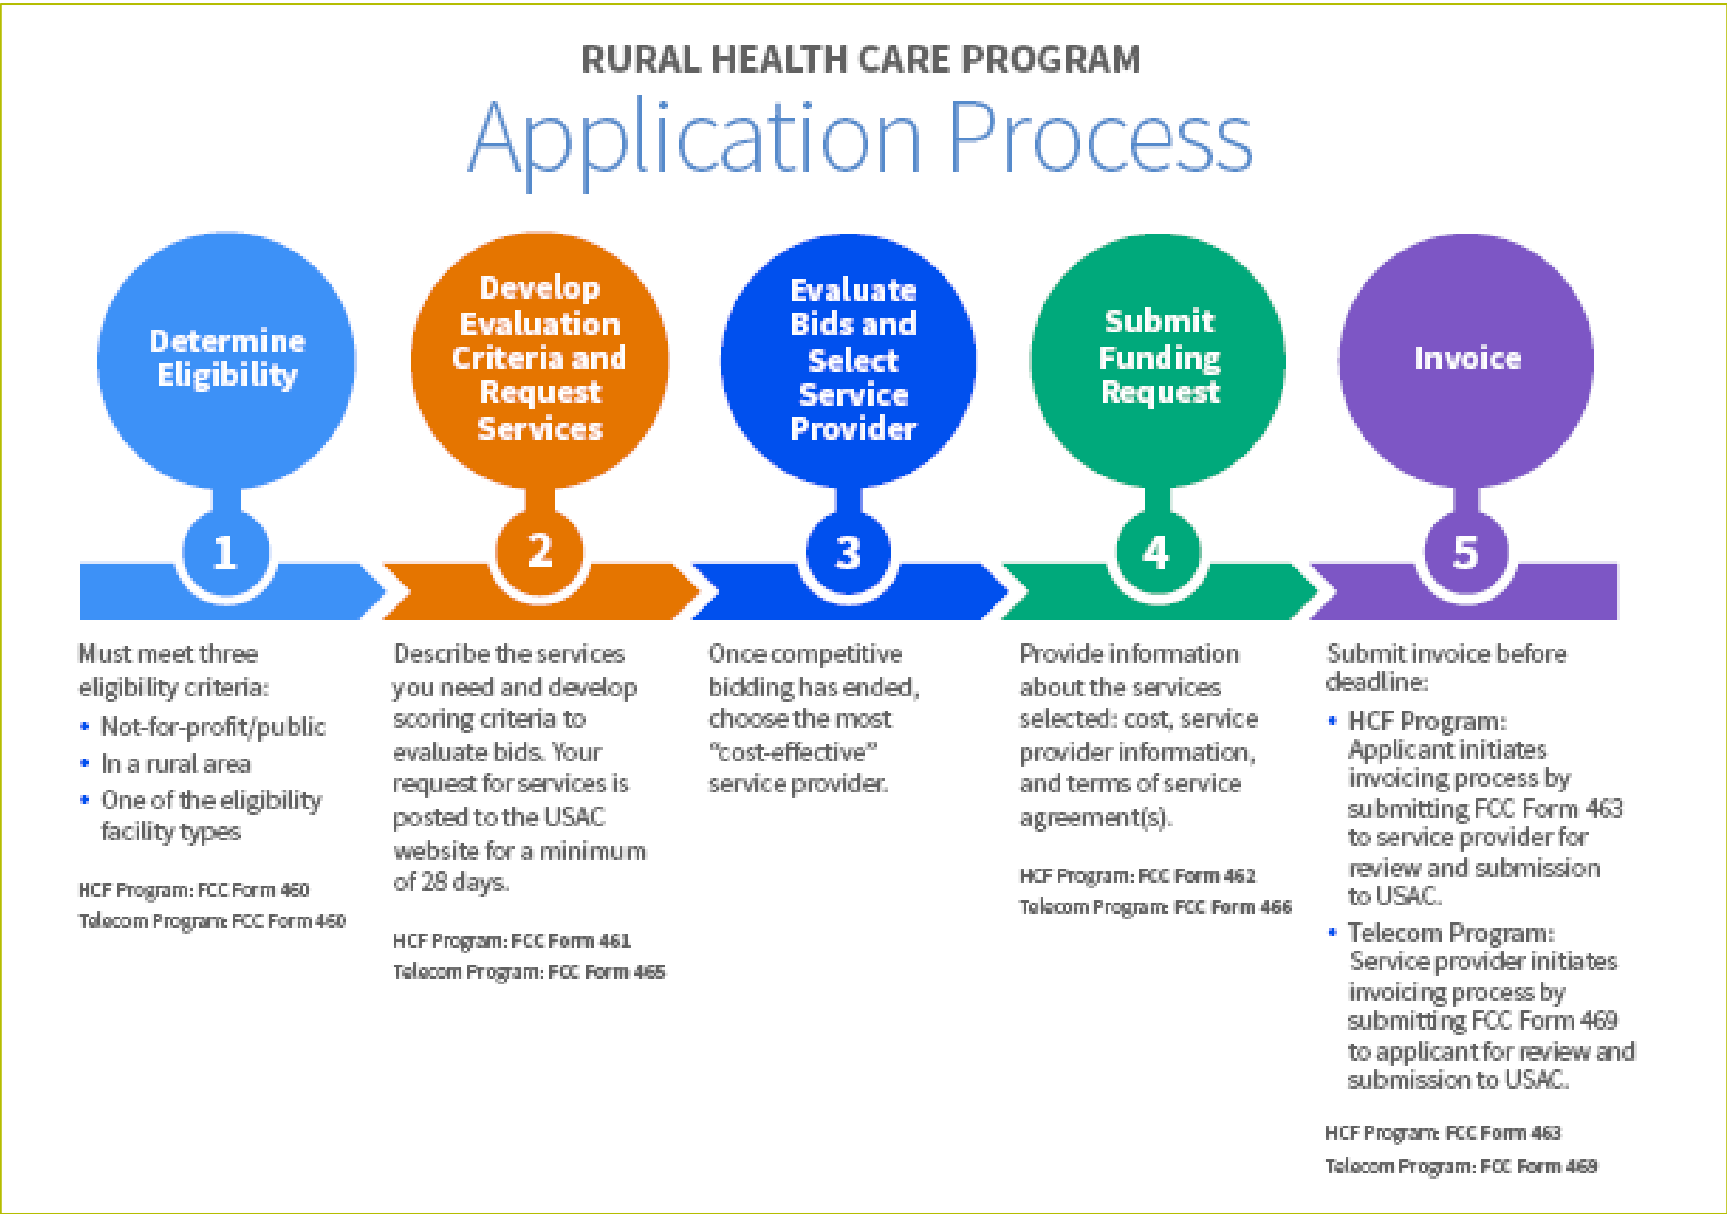 RURAL HEALTH CARE PROGRAM
Application Process
Determine
Eligibility
1
Must meet three
eligibility criteria:
• Not-for-profit/public
• In a rural area
• One of the eligibility
facility types
HCF Program: FCC Form 460
Telecom Program: FCC Form 460
Develop
Evaluation
Criteria and
Request
Services
2
Describe the services
you need and develop
scoring criteria to
evaluate bids. Your
request for services is
posted to the USAC
website for a minimum
of 28 days.
HCF Program: FCC Form 461
Telecom Program: FCC Form 465
Evaluate
Bids and
Select
Service
Provider
3
Once competitive
bidding has ended,
choose the most
"cost-effective"
service provider.
Submit
Funding
Request
4
Provide information
about the services
selected: cost, service
provider information,
and terms of service
agreement(s).
HCF Program: FCC Form 462
Telecom Program: FCC Form 466
Invoice
5
Submit invoice before
deadline:
• HCF Program:
Applicant initiates
invoicing process by
submitting FCC Form 463
to service provider for
review and submission
to USAC.
• Telecom Program:
Service provider initiates
invoicing process by
submitting FCC Form 469
to applicant for review and
submission to USAC.
HCF Program: FCC Form 463
Telecom Program: FCC Form 469